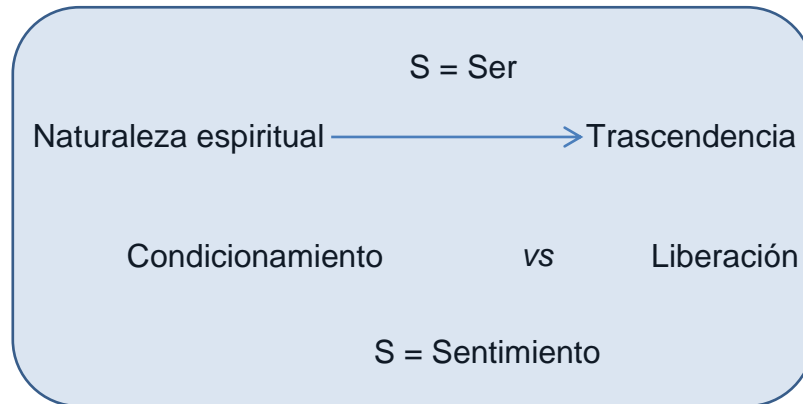 S = Ser
Naturaleza espiritual Trascendencia
Condicionamiento vs Liberación
S = Sentimiento